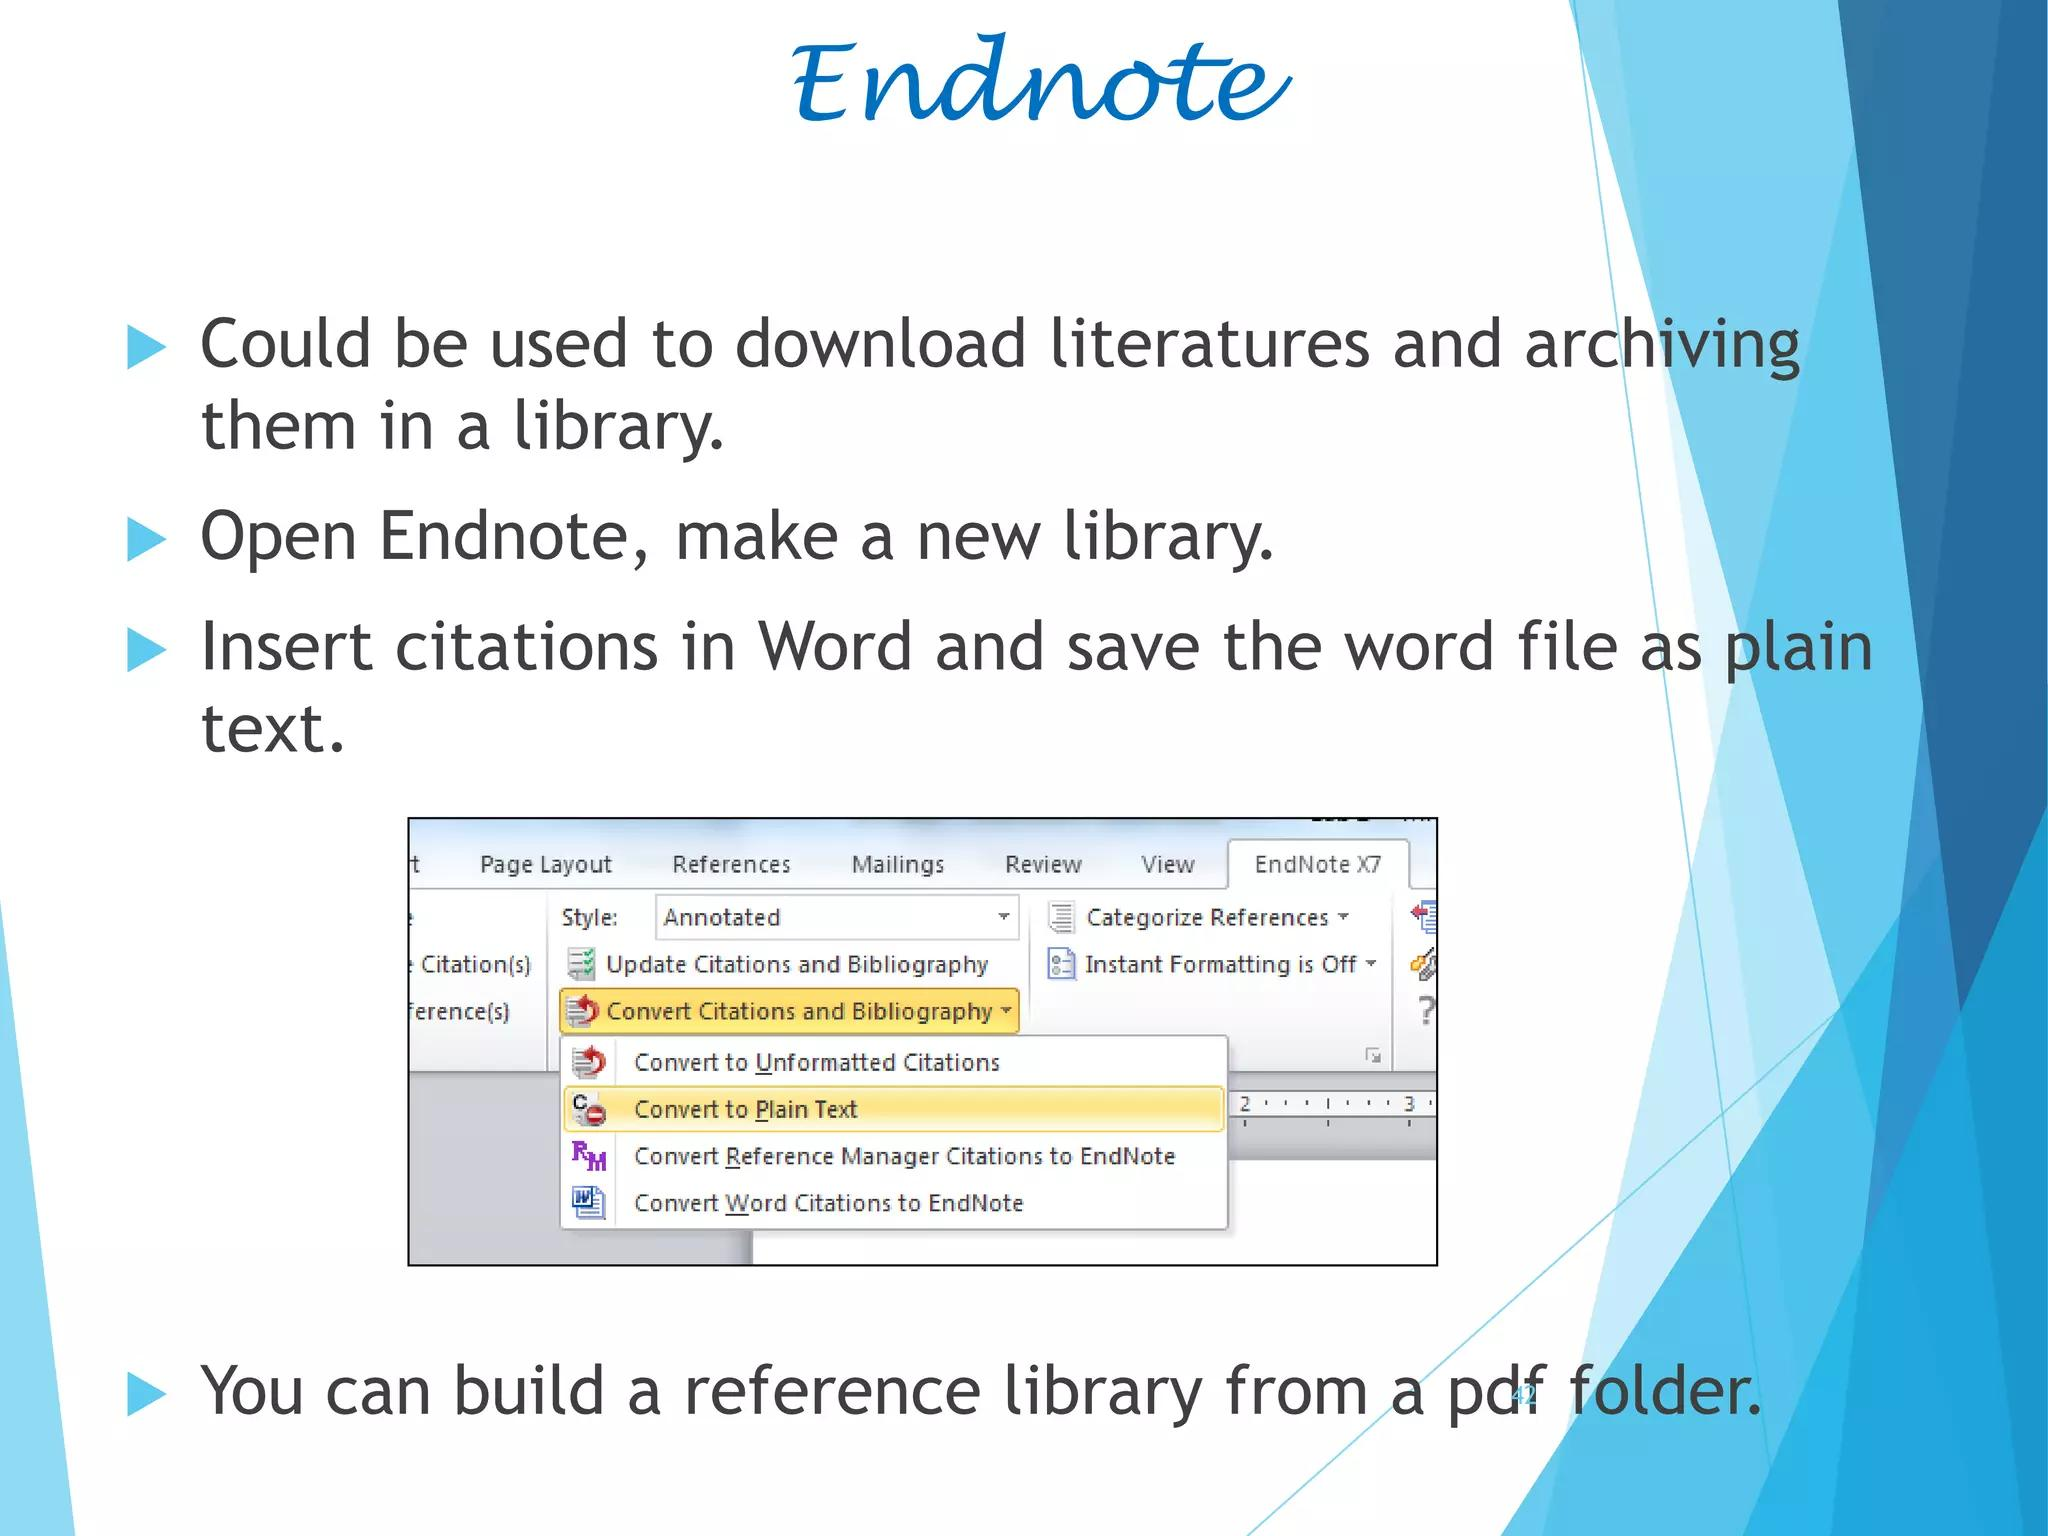 Endnote
Could be used to download literatures and archiving
them in a library.
Open Endnote, make a new library.
Insert citations in Word and save the word file as plain
text.
Page Layout References Mailings Review View EndNote X7
Style: Annotated Categorize References
Citation(s) Update Citations and Bibliography Instant Formatting is Off
ference(s) Convert Citations and Bibliography ?
Convert to Unformatted Citations
Convert to Plain Text 2 3
Convert Reference Manager Citations to EndNote
Convert Word Citations to EndNote
You can build a reference library from a pdf folder.
42